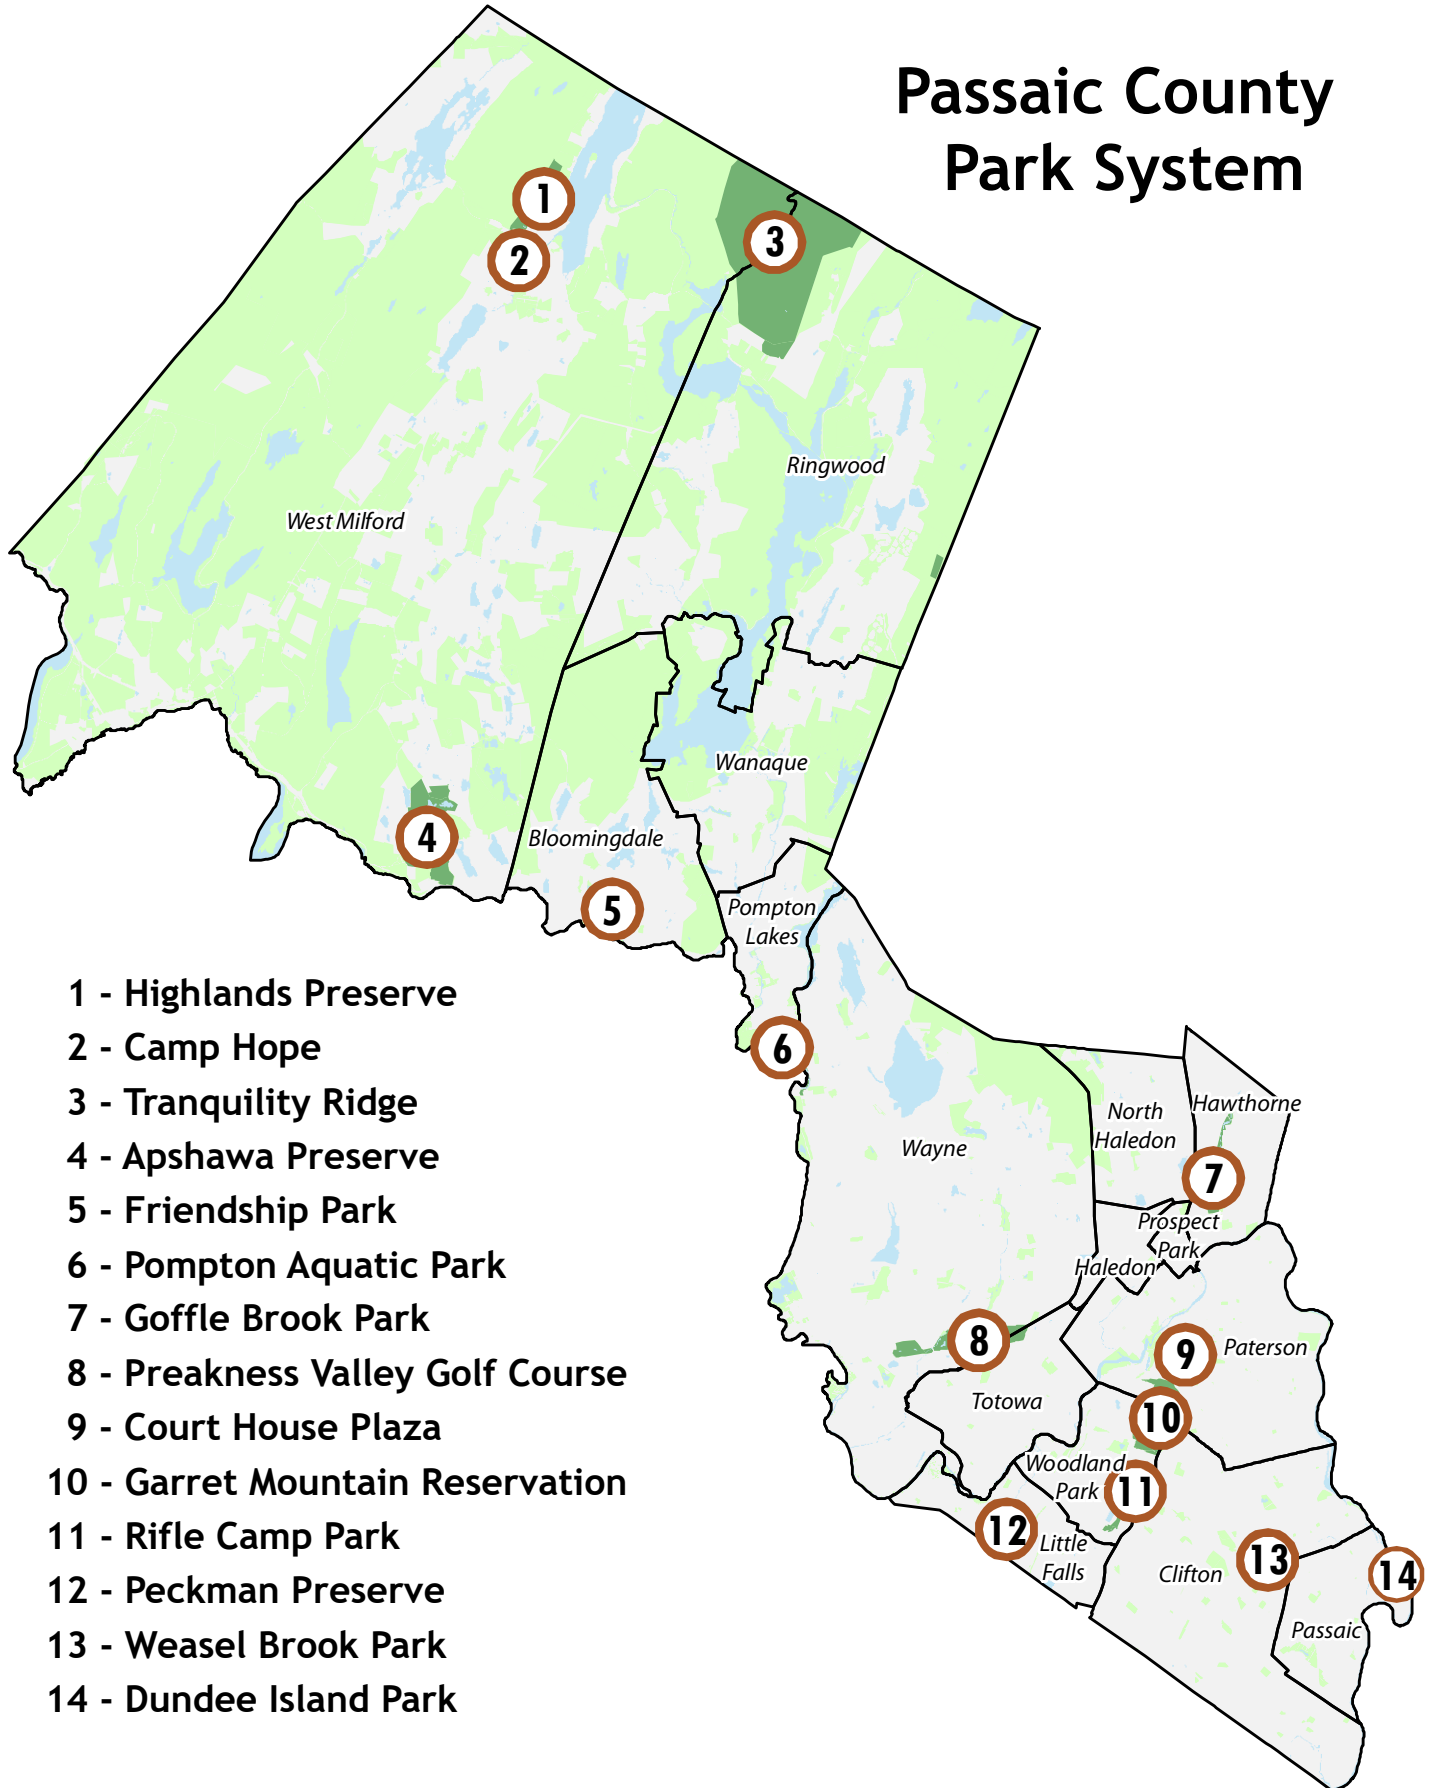 Passaic County
Park System
1
2
3
Ringwood
West Milford
Wanaque
4
Bloomingdale
5
Pompton
Lakes
6
North
Haledon
Hawthorne
Wayne
7
Prospect
Park
Haledon
8
9
Paterson
Totowa
10
Woodland
Park
11
12
Little
Falls
Clifton
13
14
Passaic
1 - Highlands Preserve
2 - Camp Hope
3 - Tranquility Ridge
4 - Apshawa Preserve
5 - Friendship Park
6 - Pompton Aquatic Park
7 - Goffle Brook Park
8 - Preakness Valley Golf Course
9 - Court House Plaza
10 - Garret Mountain Reservation
11 - Rifle Camp Park
12 - Peckman Preserve
13 - Weasel Brook Park
14 - Dundee Island Park